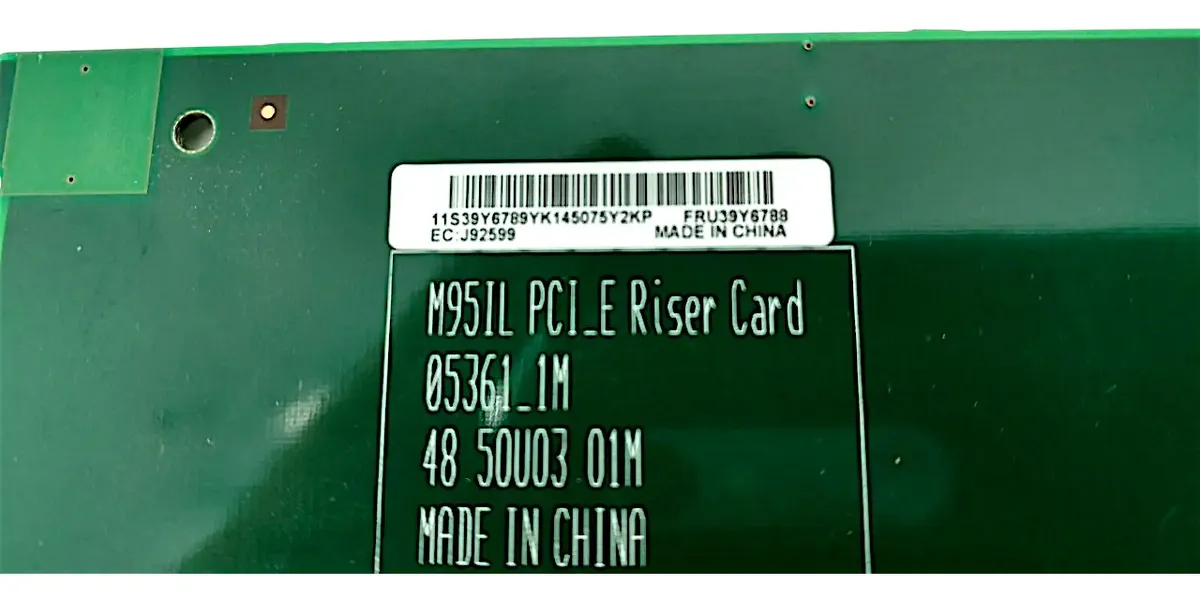 11S39Y6789YK145075Y2KP FRU39Y6788
EC:J92599 MADE IN CHINA
M95IL PCI_E Riser Card
05361_1M
48 50U03 01M
MADE IN CHINA